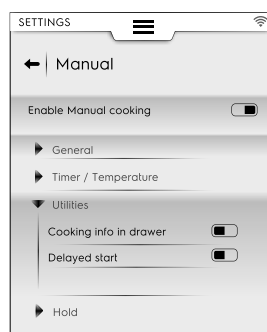 SETTINGS
Manual
Enable Manual cooking
General
Timer / Temperature
Utilities
Cooking info in drawer
Delayed start
Hold